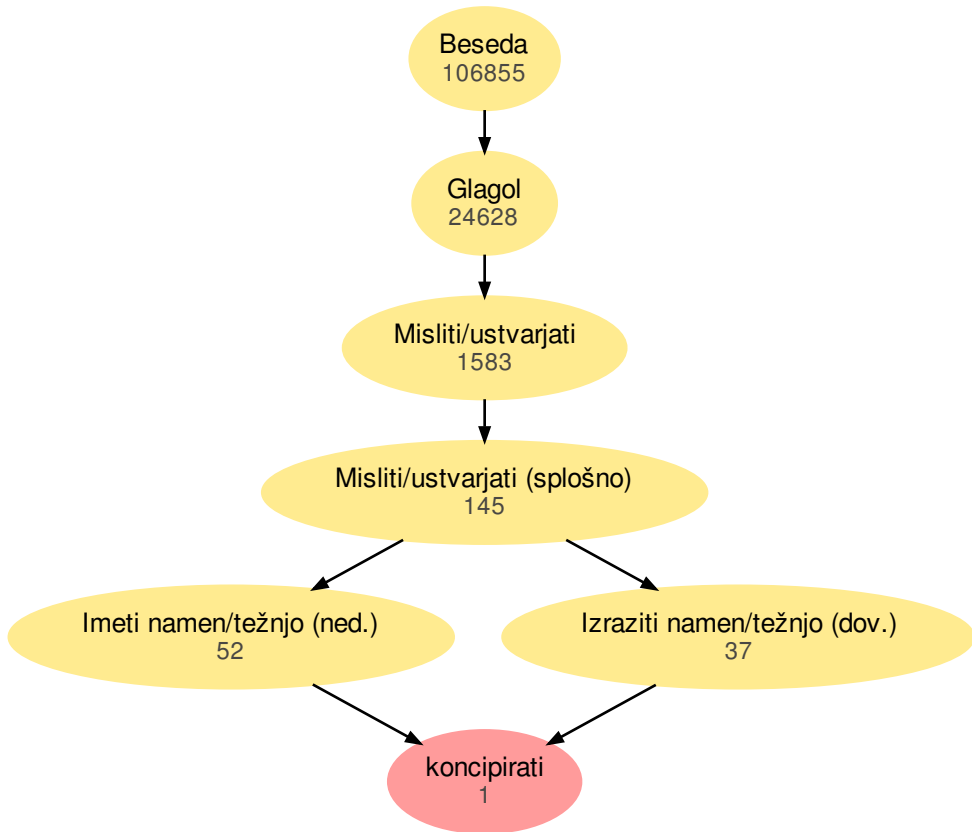 Beseda
106855
Glagol
24628
Misliti/ustvarjati
1583
Misliti/ustvarjati (splošno)
145
Imeti namen/težnjo (ned.)
52
Izraziti namen/težnjo (dov.)
37
koncipirati
1